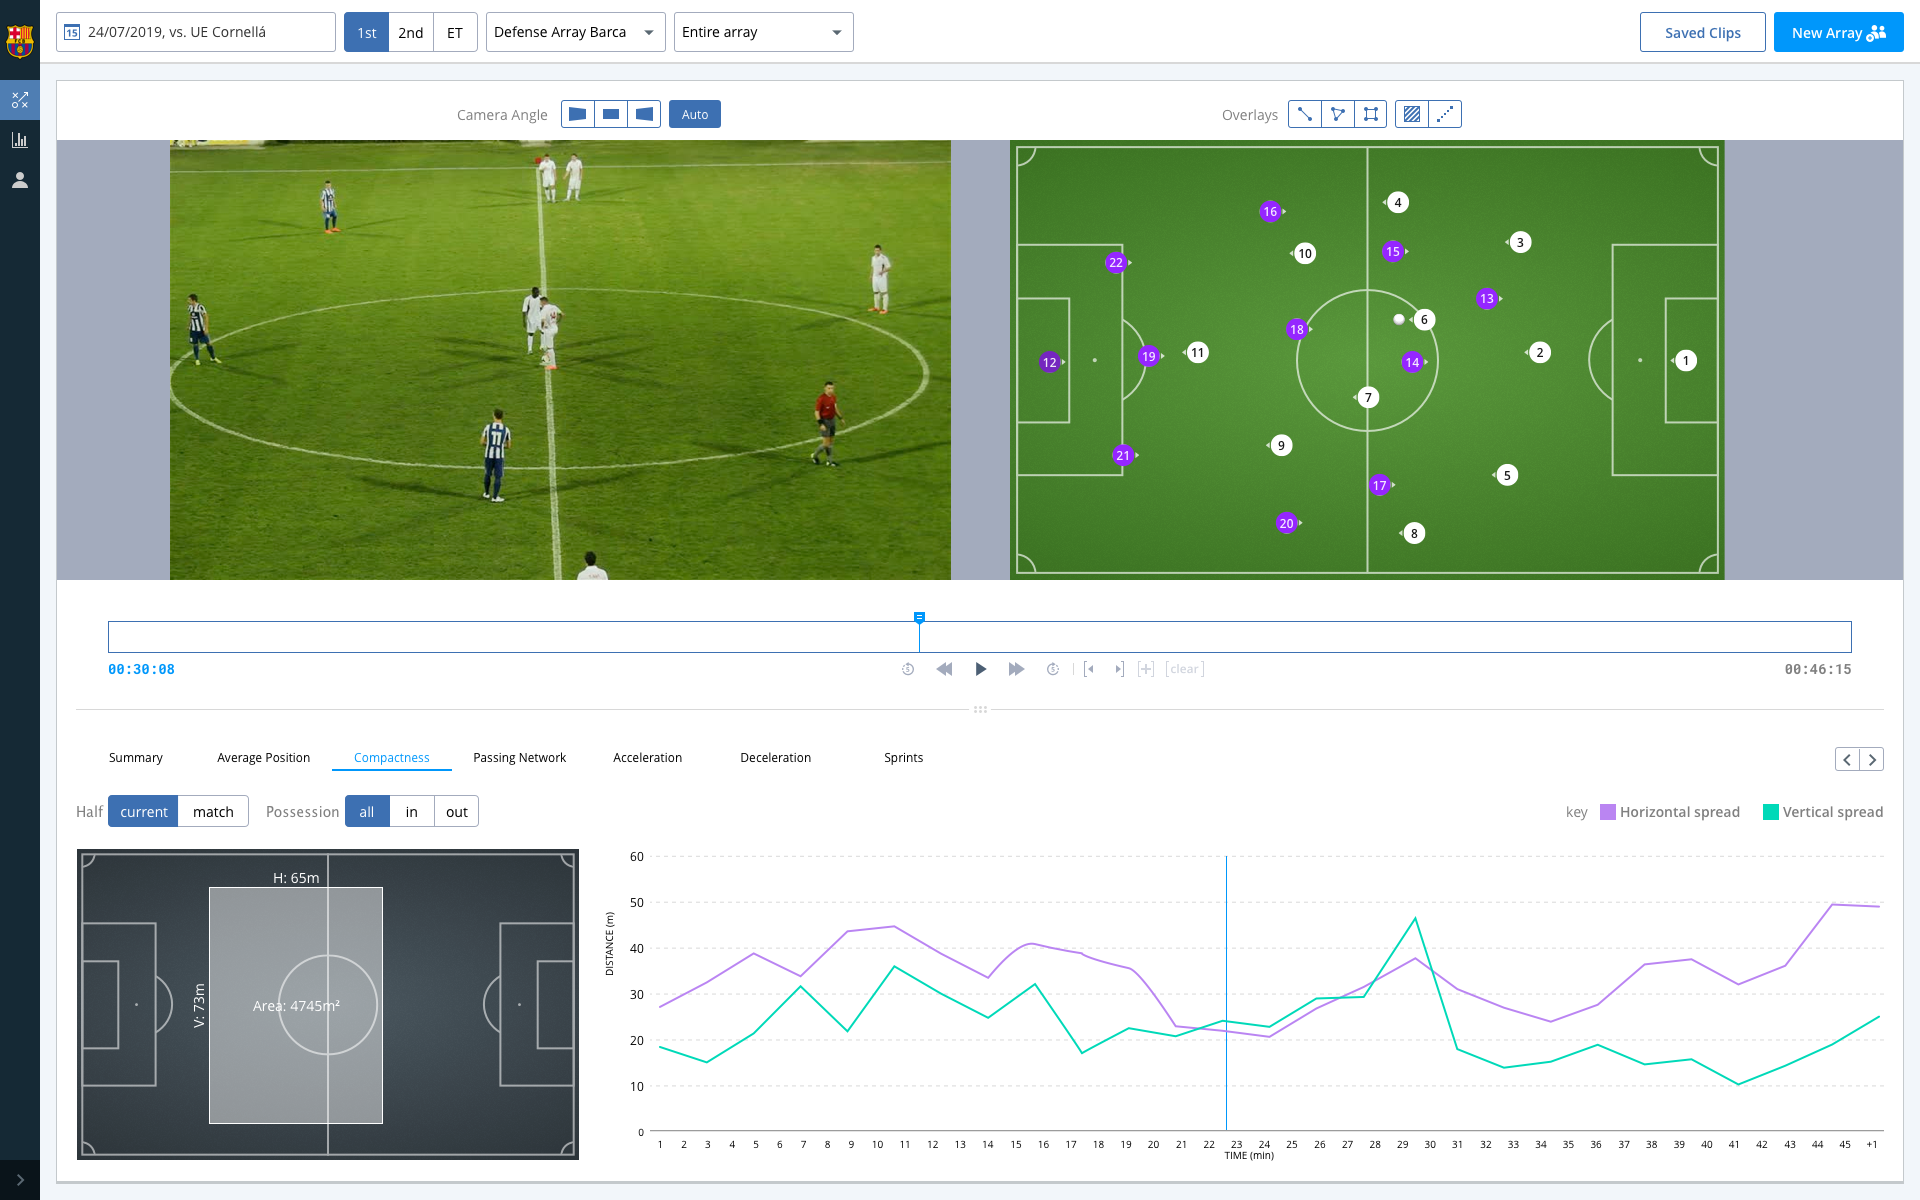 15 24/07/2019, vs. UE Cornellá 1st 2nd ET Defense Array Barca Entire array Saved Clips New Array
Camera Angle Auto Overlays
4
16
3
10 15
22
13
6
18
11 2
19
12 14 1
7
9
21
5
17
20
8
11
00:30:08 5 5 [+] [clear] 00:46:15
Summary Average Position Compactness Passing Network Acceleration Deceleration Sprints
Half current match Possession all in out key Horizontal spread Vertical spread
H: 65m
V: 73m
Area: 4745m²
DISTANCE (m)
60
50
40
30
20
10
0
1 2 3 4 5 6 7 8 9 10 11 12 13 14 15 16 17 18 19 20 21 22 23 24 25 26 27 28 29 30 31 32 33 34 35 36 37 38 39 40 41 42 43 44 45 +1
TIME (min)